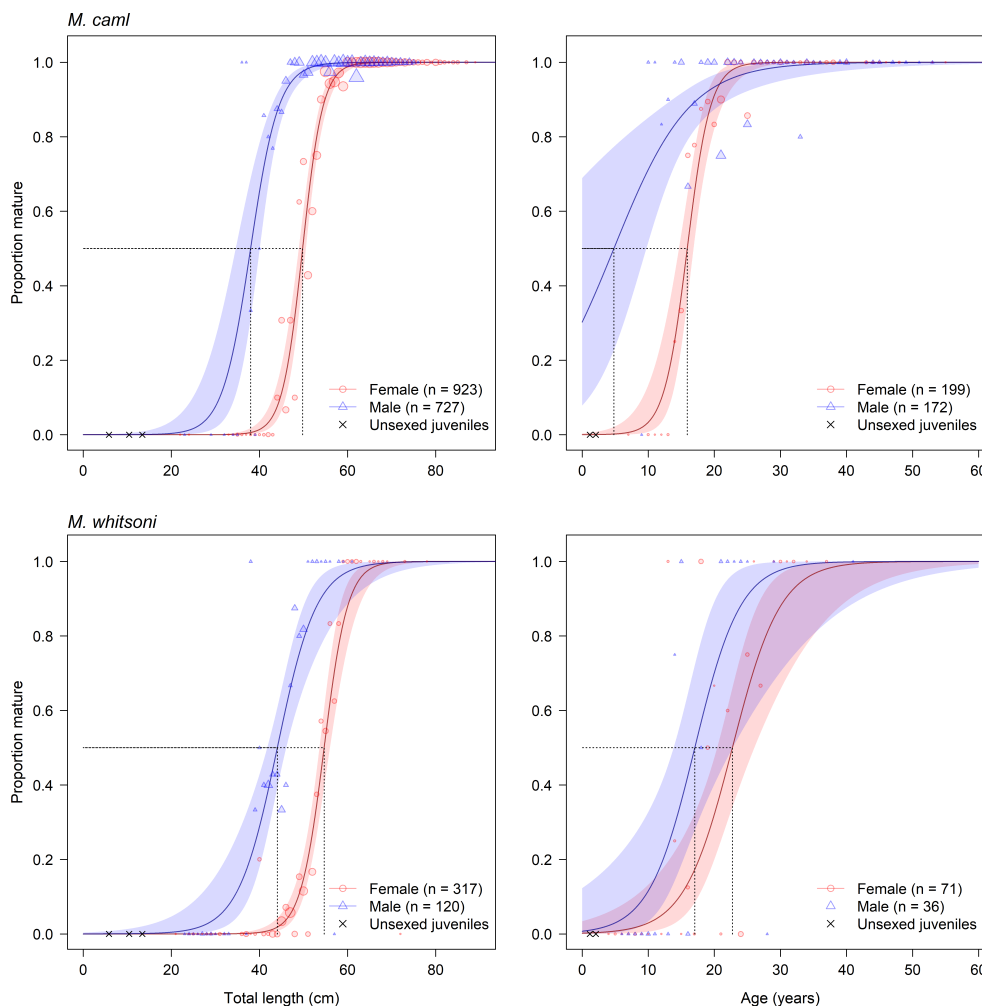 M. caml
Proportion mature
1.0
0.8
0.6
0.4
0.2
0.0
Female (n = 923)
Male (n = 727)
Unsexed juveniles
0 20 40 60 80
1.0
0.8
0.6
0.4
0.2
0.0
Female (n = 199)
Male (n = 172)
Unsexed juveniles
0 10 20 30 40 50 60
M. whitsoni
Proportion mature
1.0
0.8
0.6
0.4
0.2
0.0
Female (n = 317)
Male (n = 120)
Unsexed juveniles
0 20 40 60 80
Total length (cm)
1.0
0.8
0.6
0.4
0.2
0.0
Female (n = 71)
Male (n = 36)
Unsexed juveniles
0 10 20 30 40 50 60
Age (years)